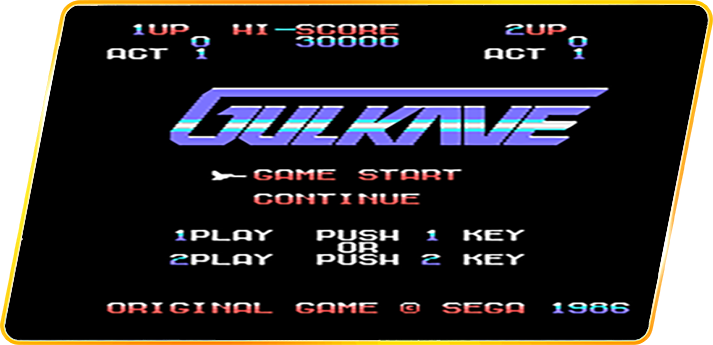 1UP HI-SCORE 2UP
0 30000 0
ACT 1 ACT 1
GULKAVE
GAME START
CONTINUE
1PLAY PUSH 1 KEY
OR
2PLAY PUSH 2 KEY
ORIGINAL GAME © SEGA 1986